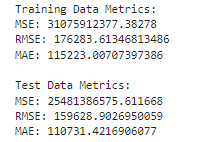 Training Data Metrics:
MSE: 31075912377.38278
RMSE: 176283.61346813486
MAE: 115223.00707397386
Test Data Metrics:
MSE: 25481386575.611668
RMSE: 159628.9026950059
MAE: 110731.4216906077